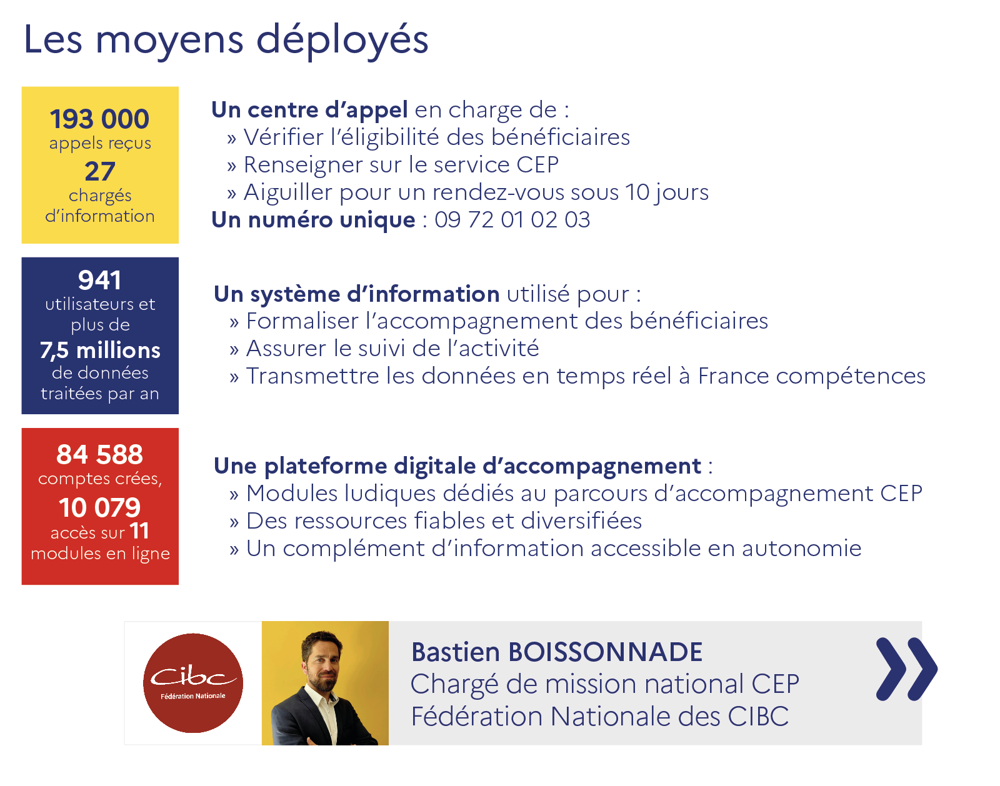 Les moyens déployés
193 000
appels reçus
27
chargés
d’information
Un centre d’appel en charge de :
» Vérifier l’éligibilité des bénéficiaires
» Renseigner sur le service CEP
» Aiguiller pour un rendez-vous sous 10 jours
Un numéro unique : 09 72 01 02 03
941
utilisateurs et
plus de
7,5 millions
de données
traitées par an
Un système d’information utilisé pour :
» Formaliser l’accompagnement des bénéficiaires
» Assurer le suivi de l’activité
» Transmettre les données en temps réel à France compétences
84 588
comptes crées,
10 079
accès sur 11
modules en ligne
Une plateforme digitale d’accompagnement :
» Modules ludiques dédiés au parcours d’accompagnement CEP
» Des ressources fiables et diversifiées
» Un complément d’information accessible en autonomie
cibc
Fédération Nationale
Bastien BOISSONNADE
Chargé de mission national CEP
Fédération Nationale des CIBC